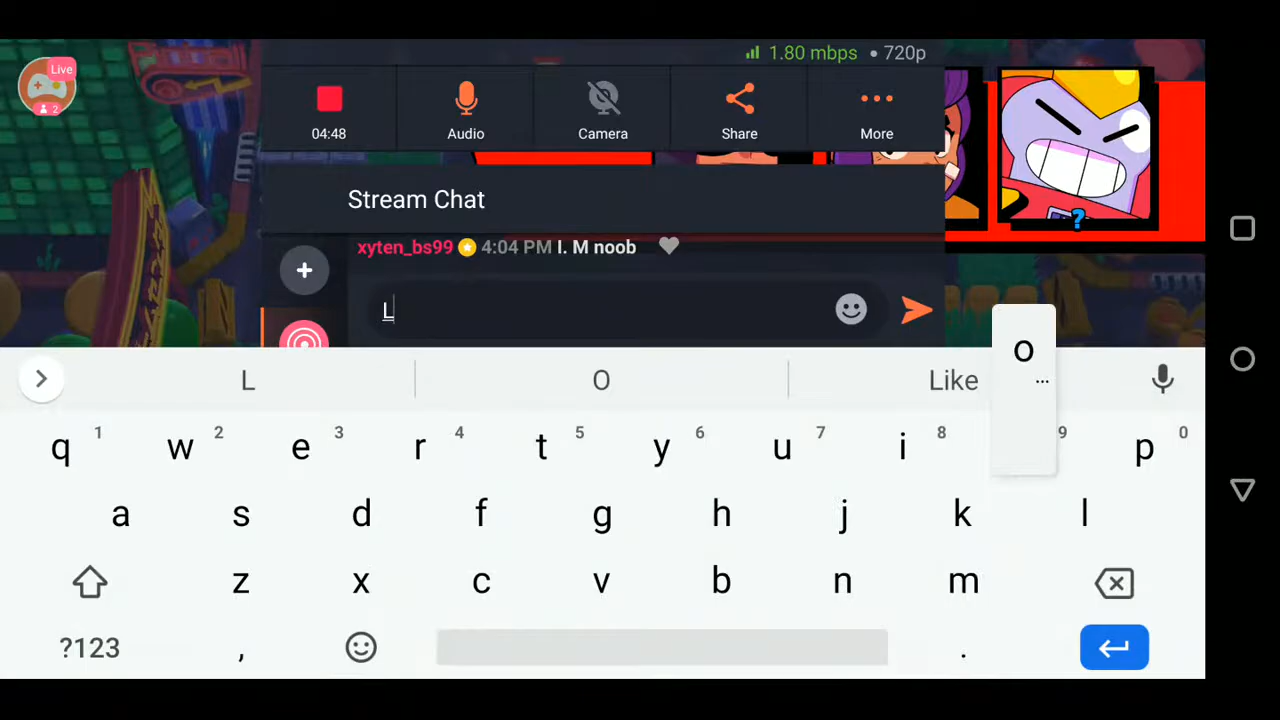 Live
2
1.80 mbps • 720p
04:48
Audio
Camera
Share
More
Stream Chat
xyten_bs99 4:04 PM I. M noob
L
?
L
O
Like
o
...
q 1 w 2 e 3 r 4 t 5 y 6 u 7 i 8 9 p 0
a s d f g h j k l
z x c v b n m
?123 , .